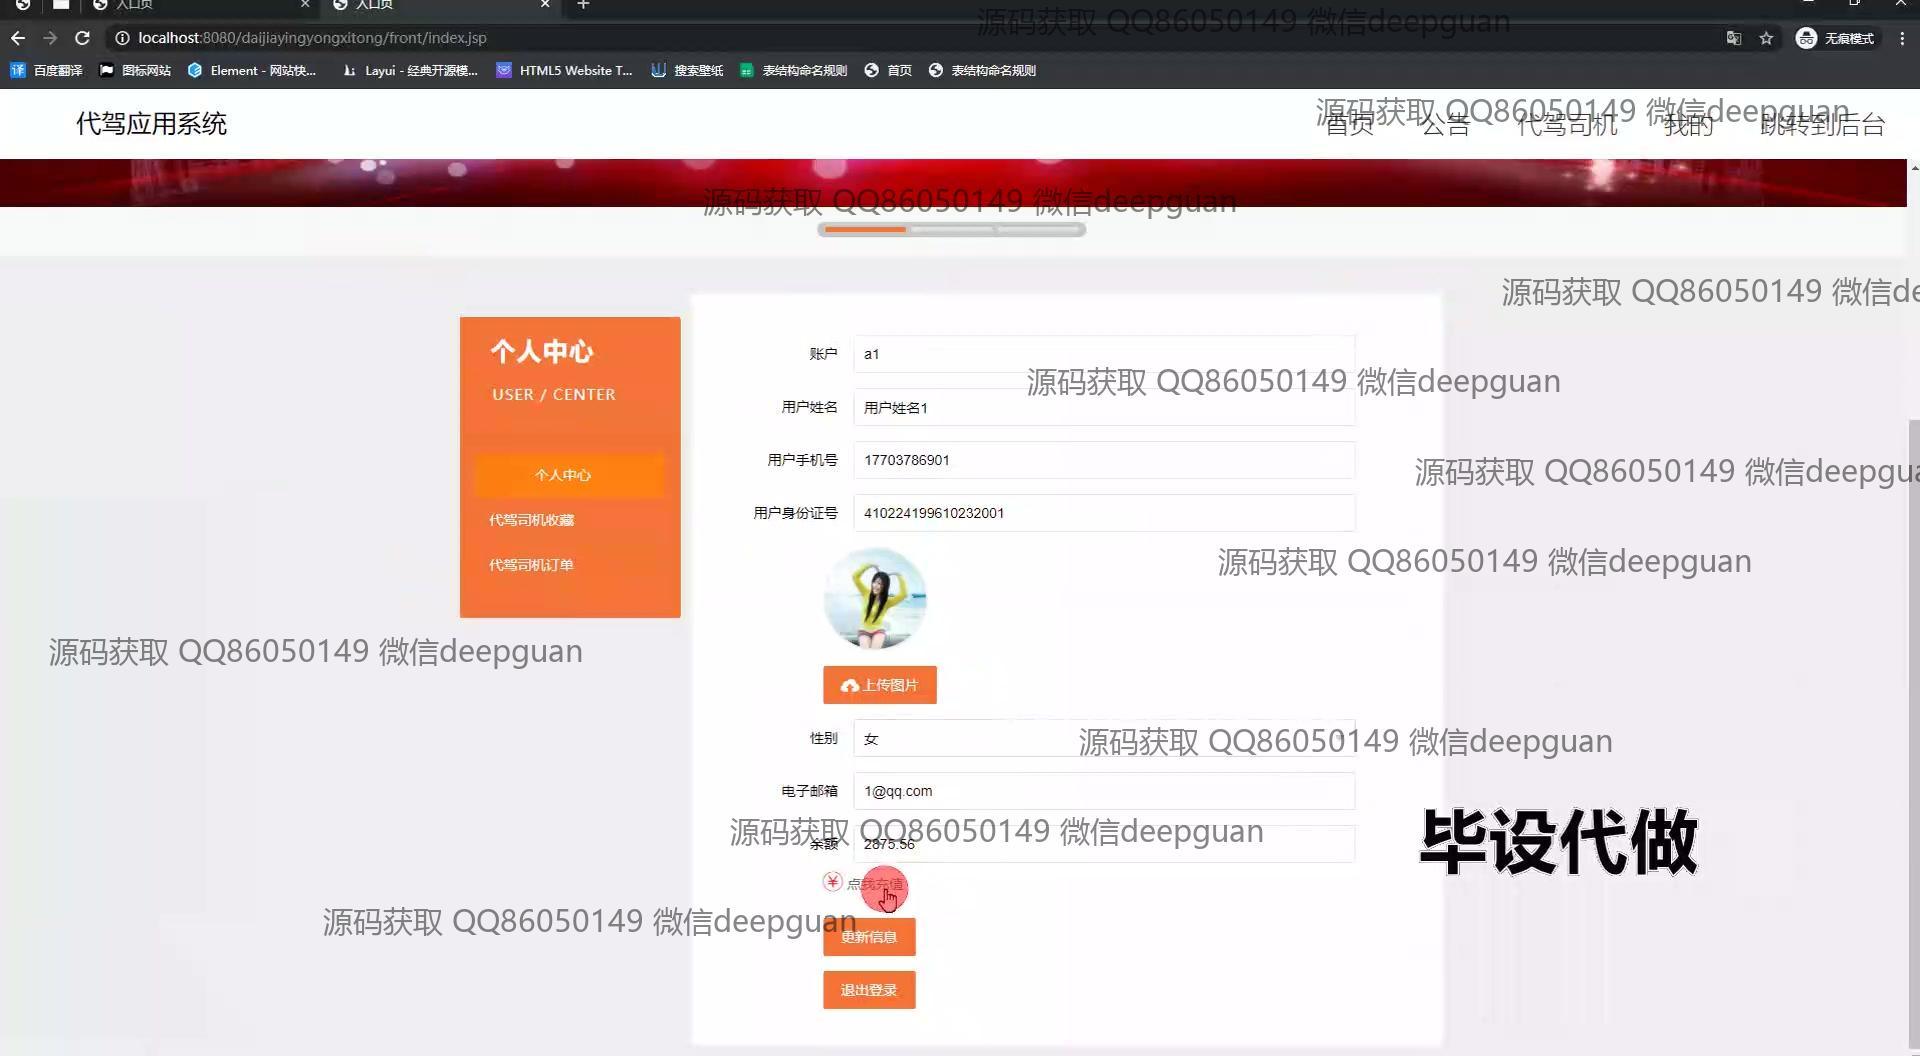 入口页
入口页
localhost:8080/daijiayingyongxitong/front/index.jsp
无痕模式
百度翻译
图标网站
Element - 网站快...
Layui - 经典开源模...
HTML5 Website T...
搜索壁纸
表结构命名规则
首页
表结构命名规则
源码获取 QQ86050149 微信deepguan
代驾应用系统
首页
公告
代驾司机
我的
跳转到后台
源码获取 QQ86050149 微信deepguan
源码获取 QQ86050149 微信deepguan
源码获取 QQ86050149 微信de
个人中心
USER / CENTER
个人中心
代驾司机收藏
代驾司机订单
账户 a1
源码获取 QQ86050149 微信deepguan
用户姓名 用户姓名1
用户手机号 17703786901
源码获取 QQ86050149 微信deepgua
用户身份证号 410224199610232001
源码获取 QQ86050149 微信deepguan
源码获取 QQ86050149 微信deepguan
上传图片
性别 女
源码获取 QQ86050149 微信deepguan
电子邮箱 1@qq.com
源码获取 QQ86050149 微信deepguan
余额 2875.56
毕设代做
点我充值
源码获取 QQ86050149 微信deepguan
更新信息
退出登录